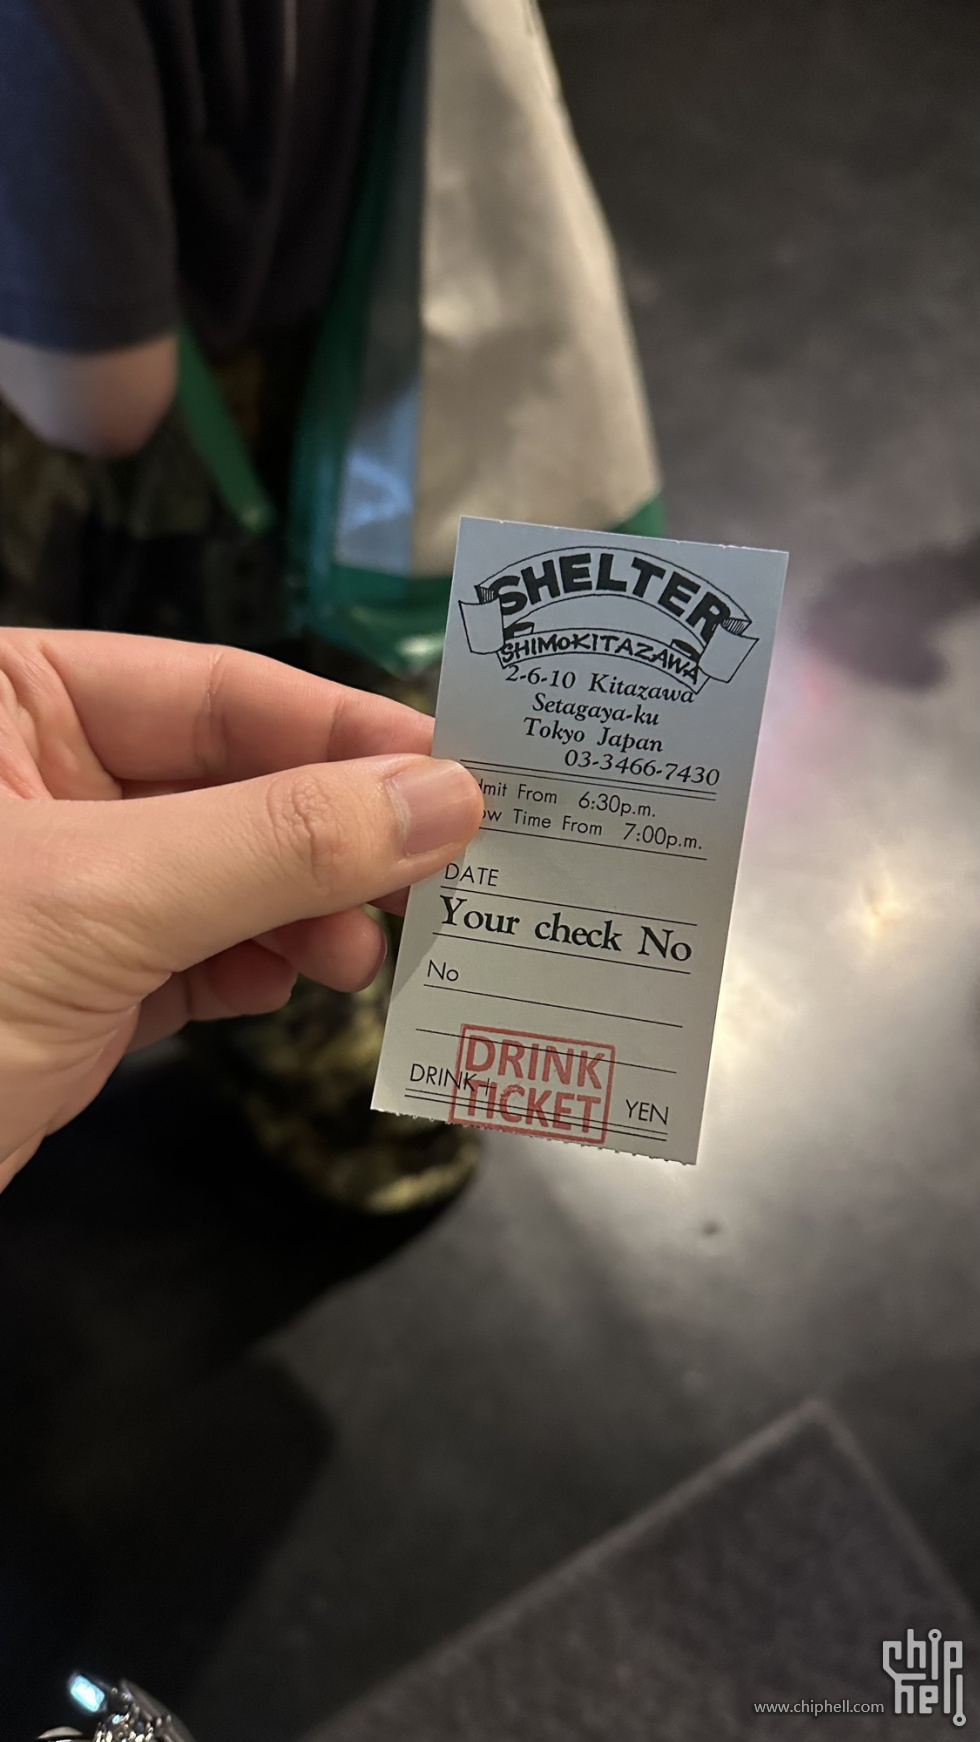 SHELTER
SHIMOKITAZAWA
2-6-10 Kitazawa
Setagaya-ku
Tokyo Japan
03-3466-7430
From 6:30p.m.
Time From 7:00p.m.
DATE
Your check No
No
DRINK+ YEN
DRINK
TICKET
chip
hell
www.chiphell.com